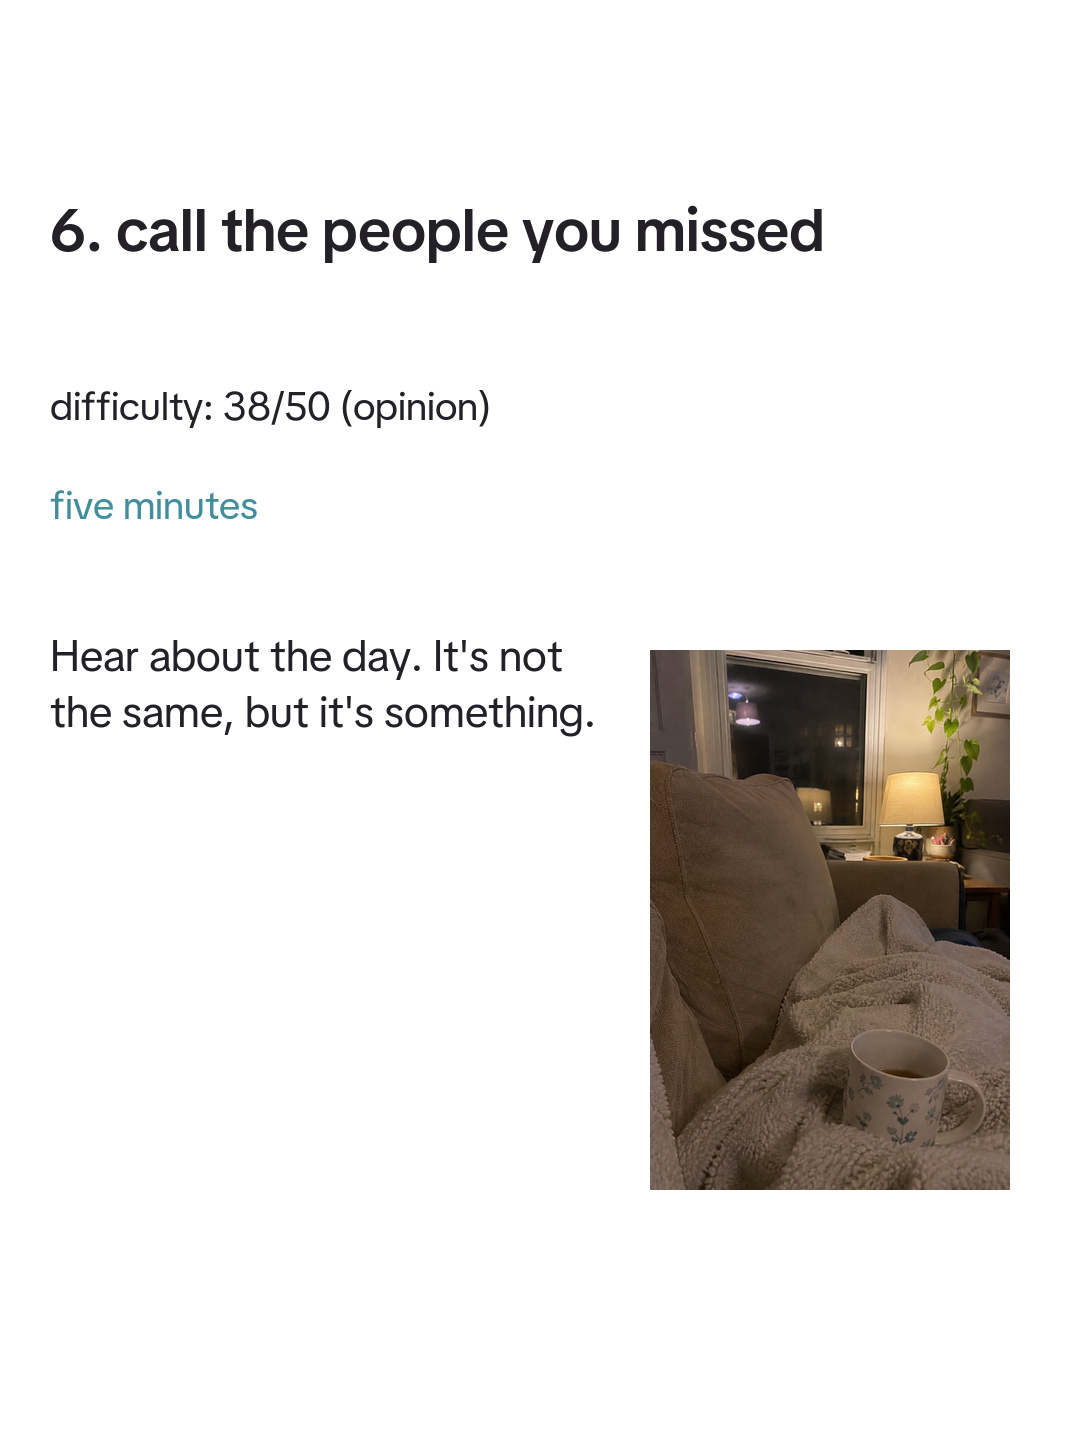 6. call the people you missed
difficulty: 38/50 (opinion)
five minutes
Hear about the day. It's not
the same, but it's something.